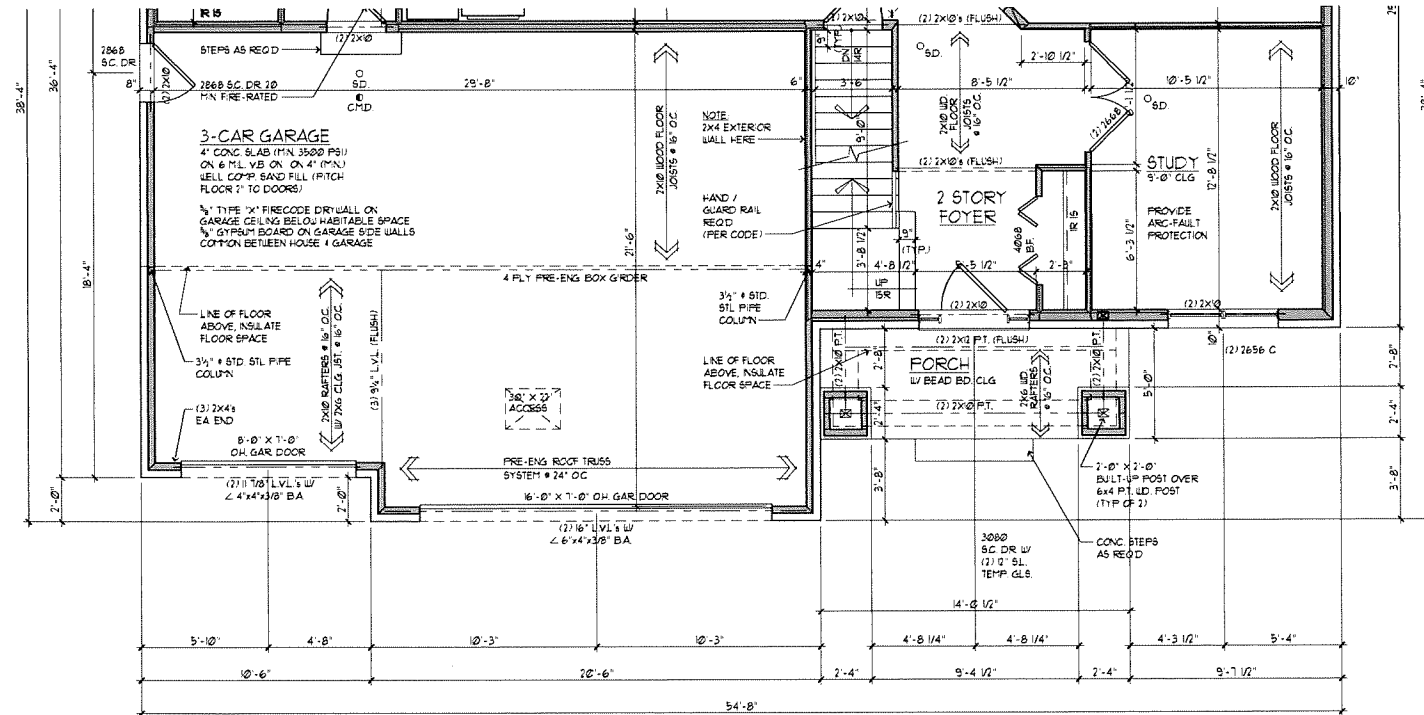 1R 1S
(2) 2X10
(2) 2X10
(2) 2X10's (FLUSH)
2868
S.C. DR
STEPS AS REQ'D
8"
(2) 2X10
2868 S.C. DR 20
MIN FIRE-RATED
S.D.
C.M.D.
29'-8"
6"
3'-6"
9"
(TYP.)
DN
S.D.
8'-5 1/2"
2'-10 1/2"
10'-5 1/2"
10"
S.D.
38'-4"
36'-4"
18'-4"
3-CAR GARAGE
4" CONC. SLAB (MIN. 3500 PSI)
ON 6 MIL. V.B ON ON 4" (MIN.)
WELL COMP. SAND FILL (PITCH
FLOOR 2" TO DOORS)
5/8" TYPE "X" FIRECODE DRYWALL ON
GARAGE CEILING BELOW HABITABLE SPACE
5/8" GYPSUM BOARD ON GARAGE SIDE WALLS
COMMON BETWEEN HOUSE & GARAGE
2X10 WOOD FLOOR
JOISTS @ 16" O.C.
21'-6"
NOTE:
2X4 EXTERIOR
WALL HERE
HAND /
GUARD RAIL
REQ'D
(PER CODE)
9'-0"
3'-8 1/2"
2X10 WD
FLOOR
JOISTS
@ 16" O.C.
(2) 2X10's (FLUSH)
(2) 2668
2 STORY
FOYER
4068
B.F.
1R 1S
STUDY
9'-0" CLG
PROVIDE
ARC-FAULT
PROTECTION
12'-8 1/2"
6'-3 1/2"
2X10 WOOD FLOOR
JOISTS @ 16" O.C.
4 PLY PRE-ENG BOX GIRDER
4"
4'-8 1/2"
(TYP.)
UP
2'-3"
LINE OF FLOOR
ABOVE, INSULATE
FLOOR SPACE
3 1/2" ø STD. STL PIPE
COLUMN
(3) 2X4's
EA END
2X10 RAFTERS @ 16" O.C.
W/ 2X6 CLG. JST. @ 16" O.C.
(3) 9 1/4" L.V.L. (FLUSH)
3 1/2" ø STD.
STL PIPE
COLUMN
LINE OF FLOOR
ABOVE, INSULATE
FLOOR SPACE
(2) 2X10
(2) 2X10
10"
(2) 2656 C
(2) 2X12 P.T. (FLUSH)
PORCH
W/ BEAD BD. CLG
(2) 2X10 P.T.
(2) 2X10 P.T.
(2) 2X10 P.T.
2X6 WD
RAFTERS
@ 16" O.C.
2'-8"
2'-4"
3'-8"
5'-0"
2'-8"
2'-4"
3'-8"
30" X 22"
ACCESS
8'-0" X 7'-0"
O.H. GAR DOOR
PRE-ENG ROOF TRUSS
SYSTEM @ 24" O.C
16'-0" X 7'-0" O.H. GAR DOOR
(2) 11 7/8" L.V.L.'s W/
∠ 4"x4"x3/8" B.A.
(2) 16" L.V.L.'s W/
∠ 6"x4"x3/8" B.A.
2'-0"
2'-0"
2'-0" X 2'-0"
BUILT-UP POST OVER
6x4 P.T. WD. POST
(TYP OF 2)
CONC. STEPS
AS REQ'D
3080
S.C. DR W/
(2) 12" S.L.
TEMP GLS.
14'-0 1/2"
5'-10"
4'-8"
10'-3"
10'-3"
4'-8 1/4"
4'-8 1/4"
4'-3 1/2"
5'-4"
10'-6"
20'-6"
2'-4"
9'-4 1/2"
2'-4"
9'-7 1/2"
54'-8"